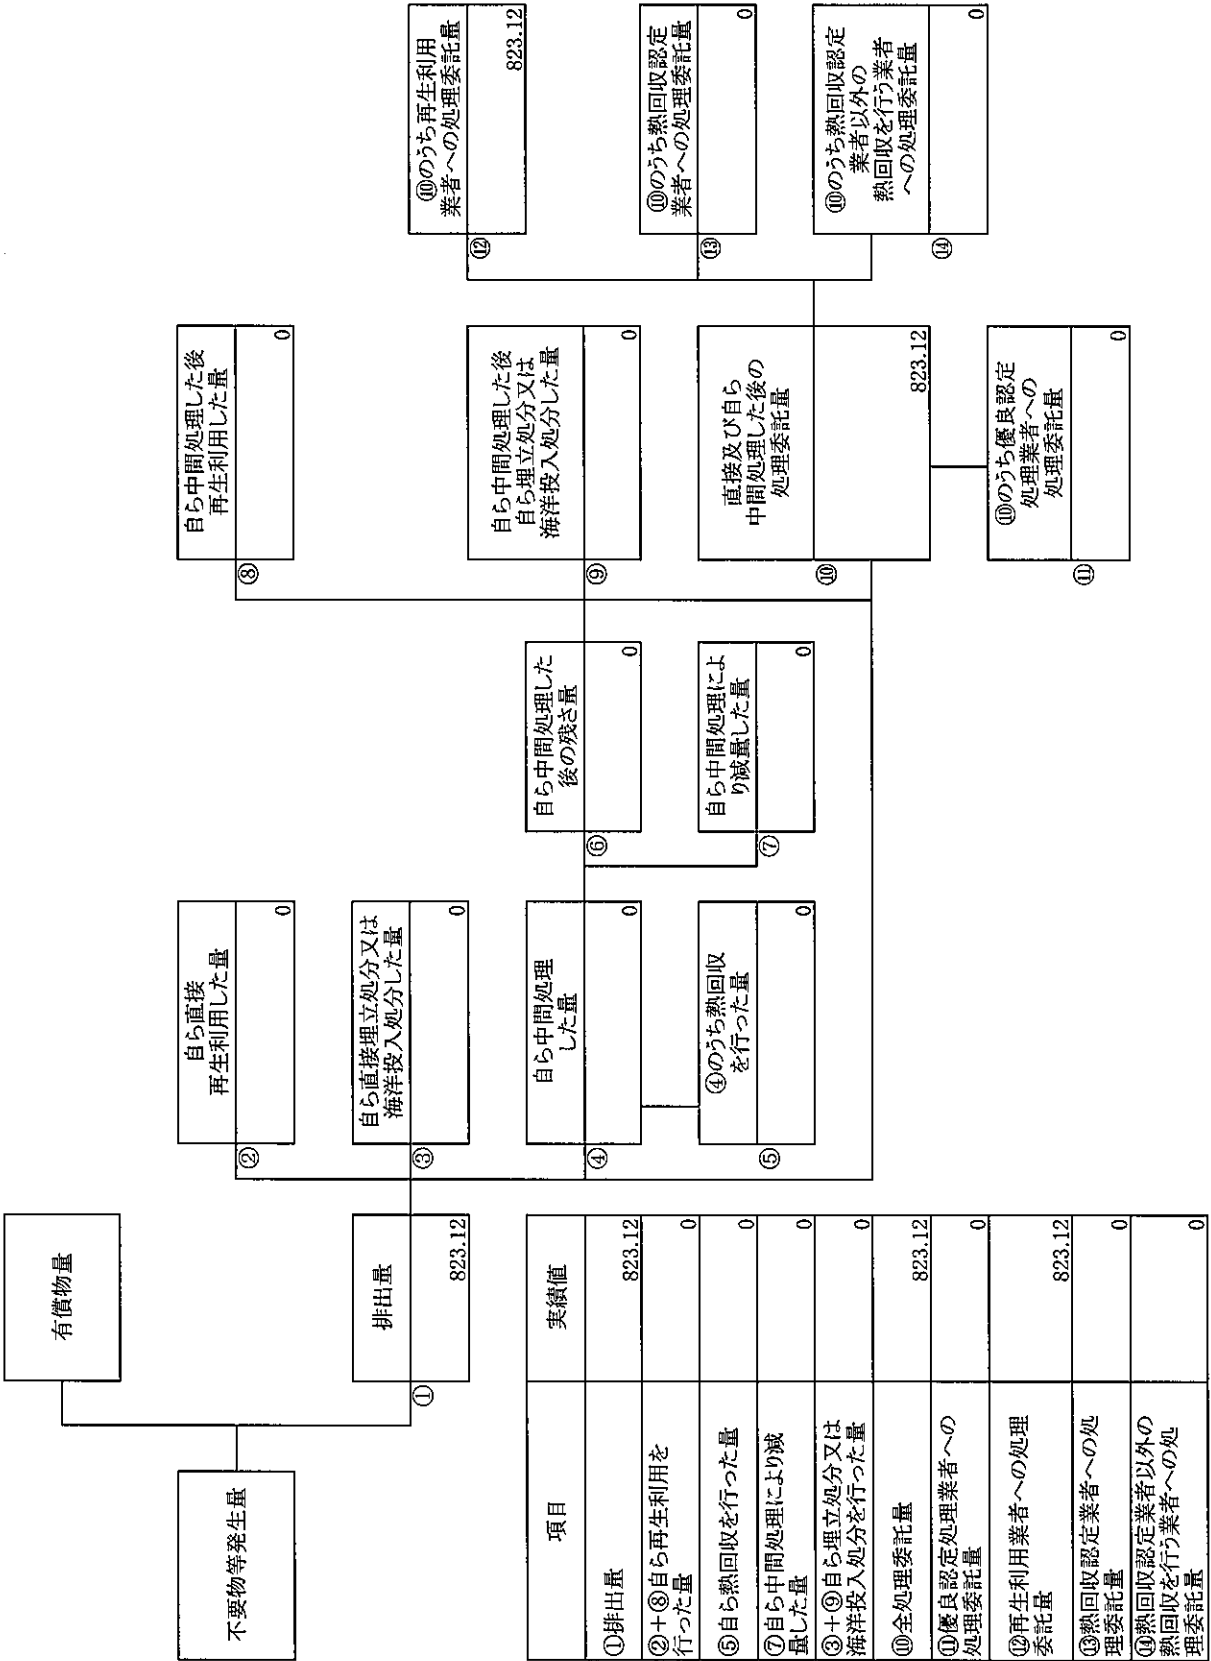 不要物等発生量
有償物量
排出量
① 823.12
自ら直接
再生利用した量
② 0
自ら直接埋立処分又は
海洋投入処分した量
③ 0
自ら中間処理
した量
④ 0
④のうち熱回収
を行った量
⑤ 0
自ら中間処理した
後の残さ量
⑥ 0
自ら中間処理によ
り減量した量
⑦ 0
自ら中間処理した後
再生利用した量
⑧ 0
自ら中間処理した後
自ら埋立処分又は
海洋投入処分した量
⑨ 0
直接及び自ら
中間処理した後の
処理委託量
⑩ 823.12
⑩のうち優良認定
処理業者への
処理委託量
⑪ 0
⑩のうち再生利用
業者への処理委託量
⑫ 823.12
⑩のうち熱回収認定
業者への処理委託量
⑬ 0
⑩のうち熱回収認定
業者以外の
熱回収を行う業者
への処理委託量
⑭ 0
項目 実績値
①排出量 823.12
②+⑧自ら再生利用を
行った量 0
⑤自ら熱回収を行った量 0
⑦自ら中間処理により減
量した量 0
③+⑨自ら埋立処分又は
海洋投入処分を行った量 0
⑩全処理委託量 823.12
⑪優良認定処理業者への
処理委託量 0
⑫再生利用業者への処理
委託量 823.12
⑬熱回収認定業者への処
理委託量 0
⑭熱回収認定業者以外の
熱回収を行う業者への処
理委託量 0